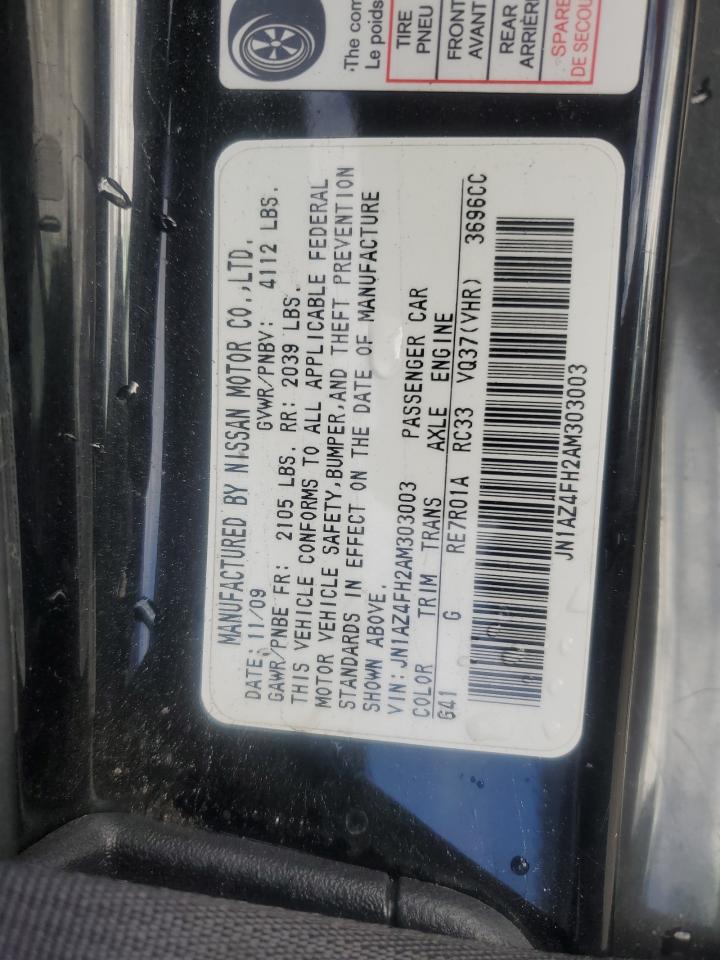 The com
Le poids
TIRE
PNEU
FRONT
AVANT
REAR
ARRIÈRE
SPARE
DE SECOU
MANUFACTURED BY NISSAN MOTOR CO.,LTD.
DATE: 11/09 GVWR/PNBV: 4112 LBS.
GAWR/PNBE FR: 2105 LBS. RR: 2039 LBS.
THIS VEHICLE CONFORMS TO ALL APPLICABLE FEDERAL
MOTOR VEHICLE SAFETY,BUMPER,AND THEFT PREVENTION
STANDARDS IN EFFECT ON THE DATE OF MANUFACTURE
SHOWN ABOVE.
VIN: JN1AZ4FH2AM303003 PASSENGER CAR
COLOR TRIM TRANS AXLE ENGINE
G41 G RE7R01A RC33 VQ37(VHR) 3696CC
JN1AZ4FH2AM303003